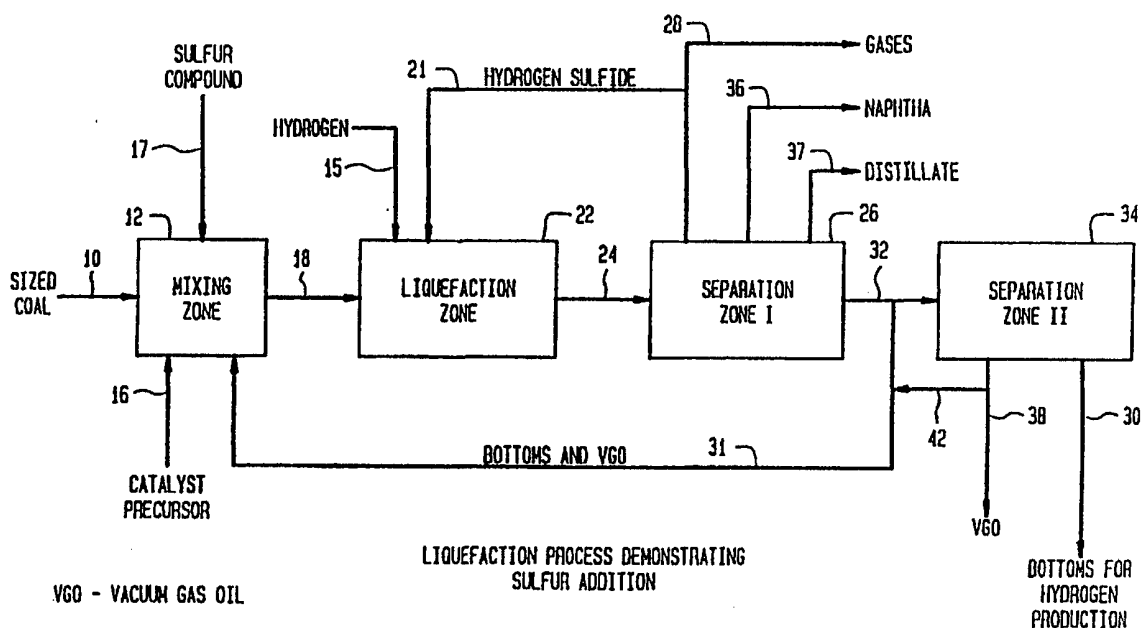 28
GASES
SULFUR
COMPOUND
21
HYDROGEN SULFIDE
36
NAPHTHA
HYDROGEN
37
17
15
DISTILLATE
12
22
26
34
SIZED
COAL
10
MIXING
ZONE
18
LIQUEFACTION
ZONE
24
SEPARATION
ZONE I
32
SEPARATION
ZONE II
16
42
38
30
BOTTOMS AND VGO
31
CATALYST
PRECURSOR
VGO
LIQUEFACTION PROCESS DEMONSTRATING
SULFUR ADDITION
BOTTOMS FOR
HYDROGEN
PRODUCTION
VGO - VACUUM GAS OIL